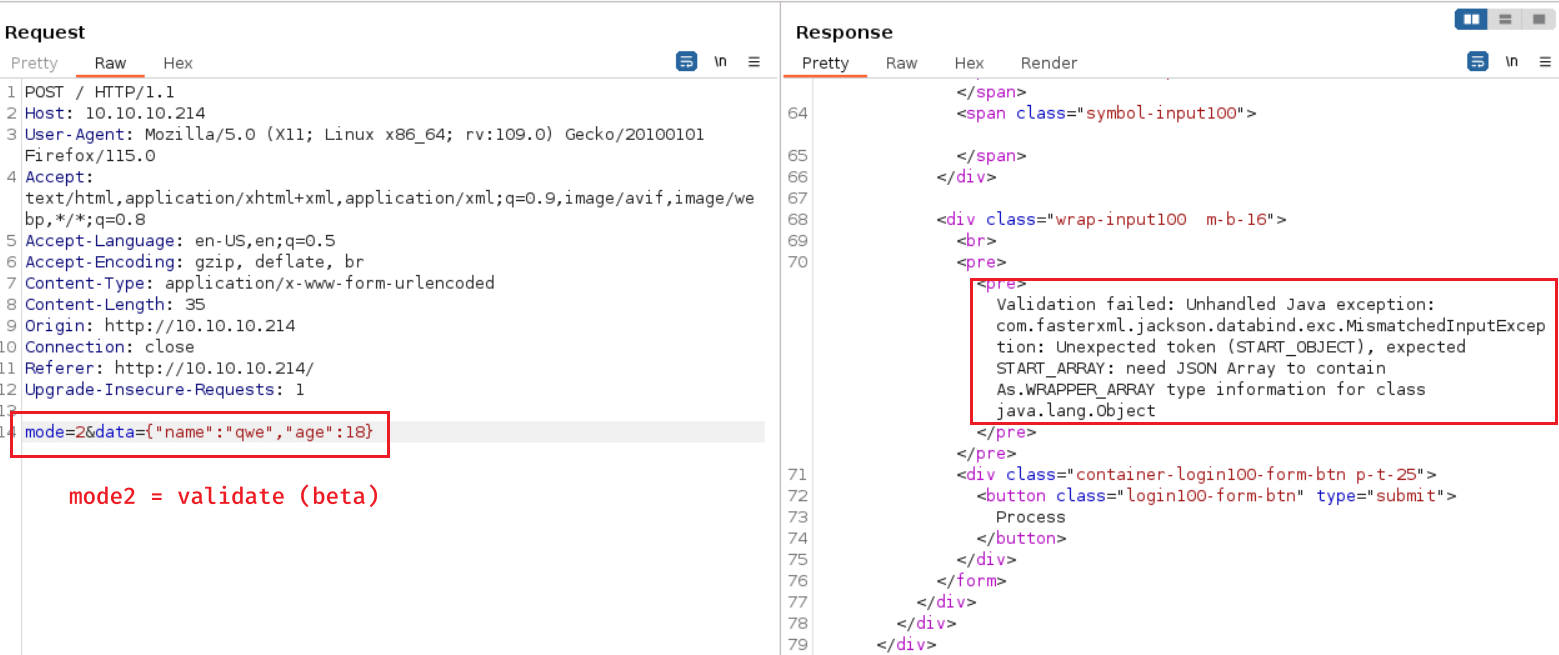 Request
Pretty Raw Hex \n
1 POST / HTTP/1.1
2 Host: 10.10.10.214
3 User-Agent: Mozilla/5.0 (X11; Linux x86_64; rv:109.0) Gecko/20100101
Firefox/115.0
4 Accept:
text/html,application/xhtml+xml,application/xml;q=0.9,image/avif,image/we
bp,*/*;q=0.8
5 Accept-Language: en-US,en;q=0.5
6 Accept-Encoding: gzip, deflate, br
7 Content-Type: application/x-www-form-urlencoded
8 Content-Length: 35
9 Origin: http://10.10.10.214
10 Connection: close
11 Referer: http://10.10.10.214/
12 Upgrade-Insecure-Requests: 1
13
14 mode=2&data={"name":"qwe","age":18}
mode2 = validate (beta)
Response
Pretty Raw Hex Render \n
</span>
64 <span class="symbol-input100">
65 </span>
66 </div>
67
68 <div class="wrap-input100  m-b-16">
69 <br>
70 <pre>
<pre>
Validation failed: Unhandled Java exception:
com.fasterxml.jackson.databind.exc.MismatchedInputExcep
tion: Unexpected token (START_OBJECT), expected
START_ARRAY: need JSON Array to contain
As.WRAPPER_ARRAY type information for class
java.lang.Object
</pre>
</pre>
71 <div class="container-login100-form-btn p-t-25">
72 <button class="login100-form-btn" type="submit">
73 Process
74 </button>
75 </div>
76 </form>
77 </div>
78 </div>
79 </div>